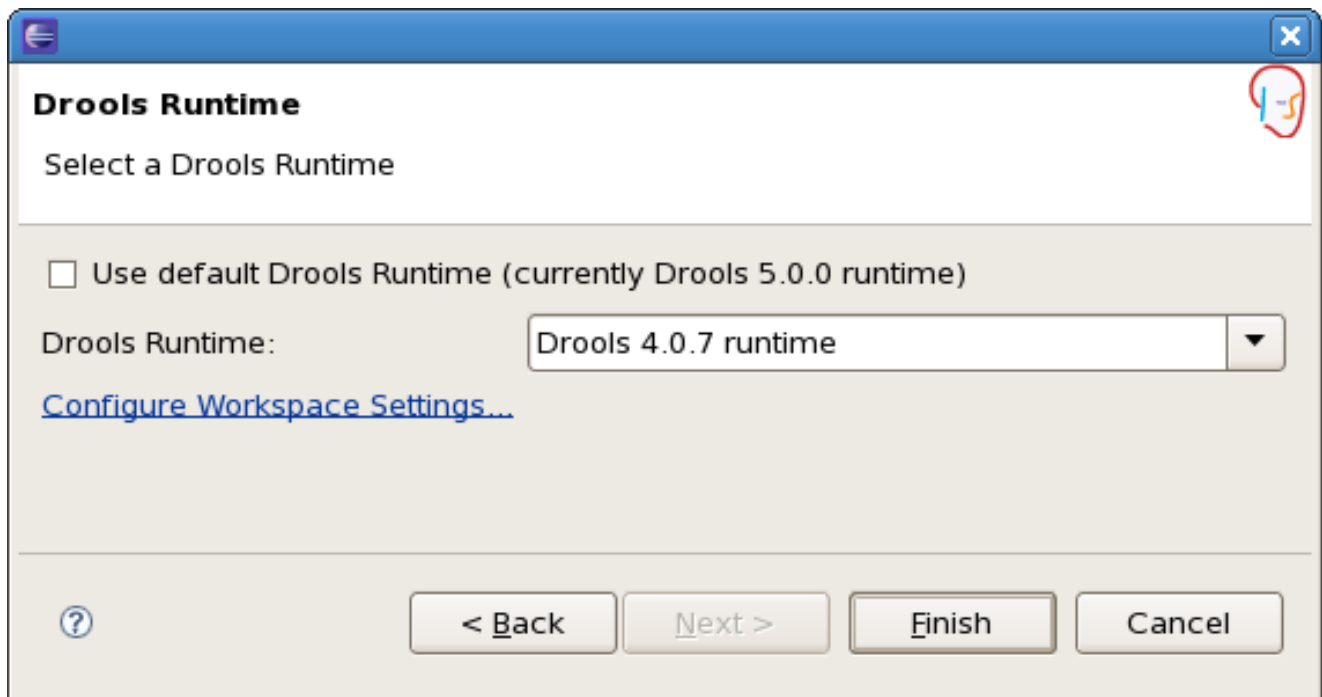 Drools Runtime
Select a Drools Runtime
Use default Drools Runtime (currently Drools 5.0.0 runtime)
Drools Runtime: Drools 4.0.7 runtime
Configure Workspace Settings...
< Back Next > Finish Cancel